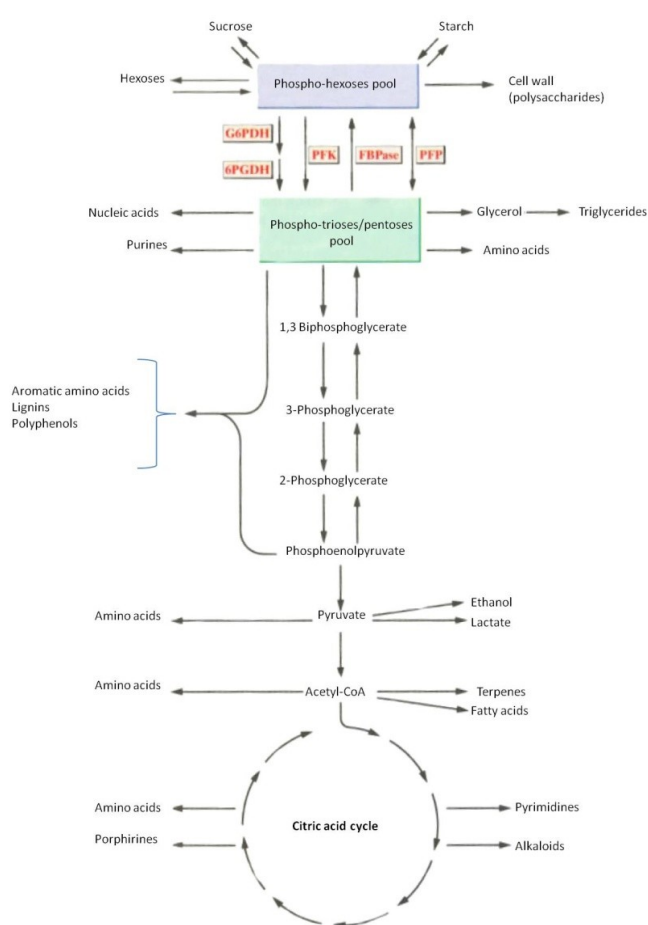 Sucrose
Starch
Hexoses
Phospho-hexoses pool
Cell wall
(polysaccharides)
G6PDH
PFK
FBPase
PFP
6PGDH
Nucleic acids
Phospho-trioses/pentoses
pool
Glycerol
Triglycerides
Purines
Amino acids
1,3 Biphosphoglycerate
Aromatic amino acids
Lignins
Polyphenols
3-Phosphoglycerate
2-Phosphoglycerate
Phosphoenolpyruvate
Amino acids
Pyruvate
Ethanol
Lactate
Amino acids
Acetyl-CoA
Terpenes
Fatty acids
Amino acids
Porphirines
Citric acid cycle
Pyrimidines
Alkaloids